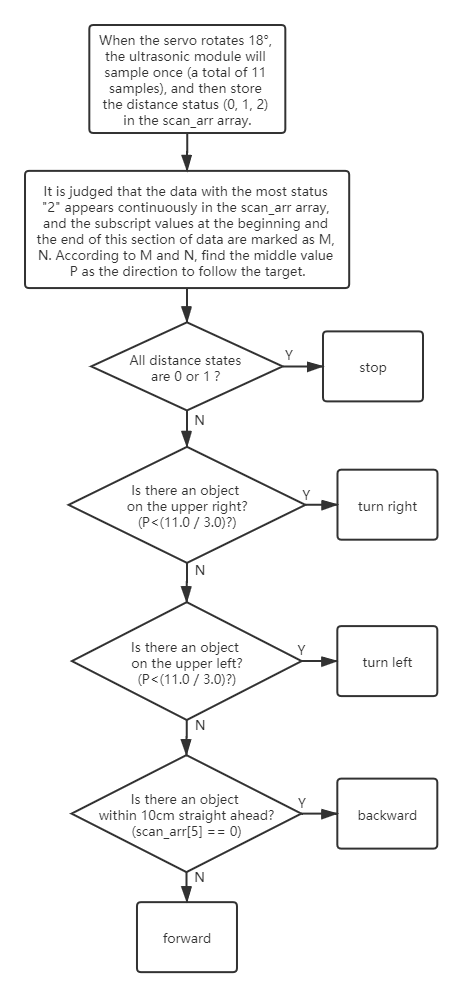 When the servo rotates 18°,
the ultrasonic module will
sample once (a total of 11
samples), and then store
the distance status (0, 1, 2)
in the scan_arr array.
It is judged that the data with the most status
"2" appears continuously in the scan_arr array,
and the subscript values at the beginning and
the end of this section of data are marked as M,
N. According to M and N, find the middle value
P as the direction to follow the target.
All distance states
are 0 or 1 ?
Y
stop
N
Is there an object
on the upper right?
(P<(11.0 / 3.0)?)
Y
turn right
N
Is there an object
on the upper left?
(P<(11.0 / 3.0)?)
Y
turn left
N
Is there an object
within 10cm straight ahead?
(scan_arr[5] == 0)
Y
backward
N
forward